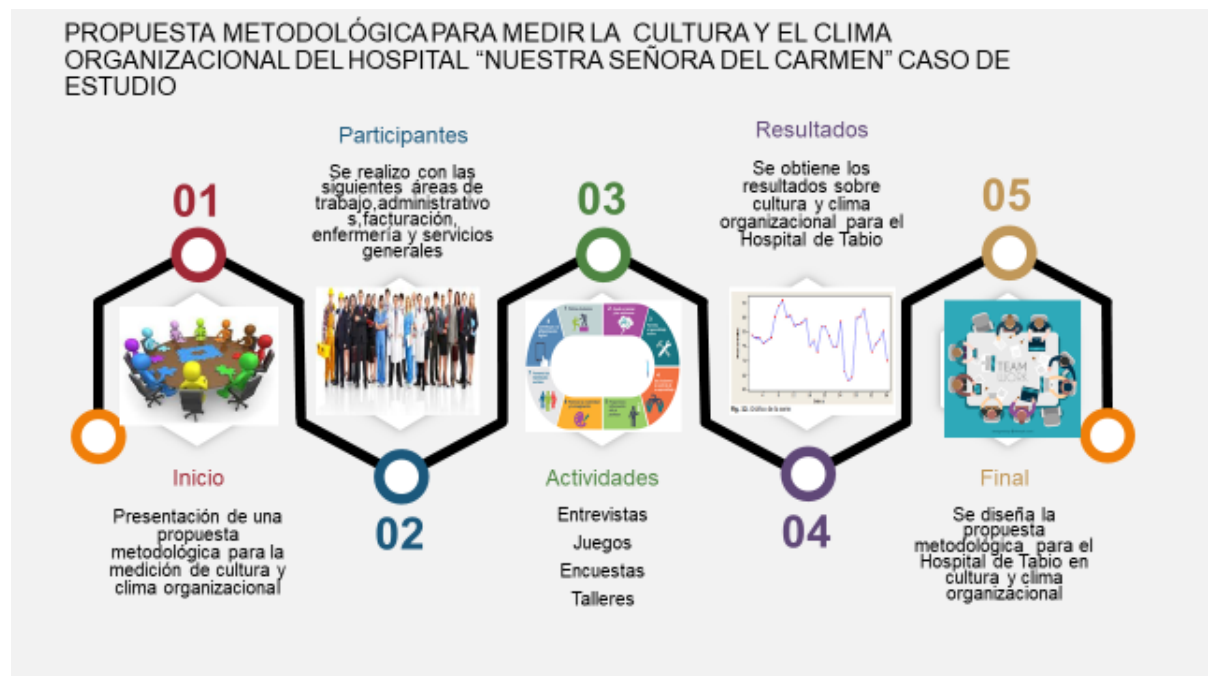 PROPUESTA METODOLÓGICA PARA MEDIR LA CULTURA Y EL CLIMA
ORGANIZACIONAL DEL HOSPITAL “NUESTRA SEÑORA DEL CARMEN” CASO DE
ESTUDIO
01
Inicio
Presentación de una
propuesta
metodológica para la
medición de cultura y
clima organizacional
Participantes
Se realizo con las
siguientes áreas de
trabajo,administrativo
s,facturación,
enfermería y servicios
generales
02
03
Actividades
Entrevistas
Juegos
Encuestas
Talleres
Resultados
Se obtiene los
resultados sobre
cultura y clima
organizacional para el
Hospital de Tabio
04
05
TEAM
WORK
Final
Se diseña la
propuesta
metodológica para el
Hospital de Tabio en
cultura y clima
organizacional